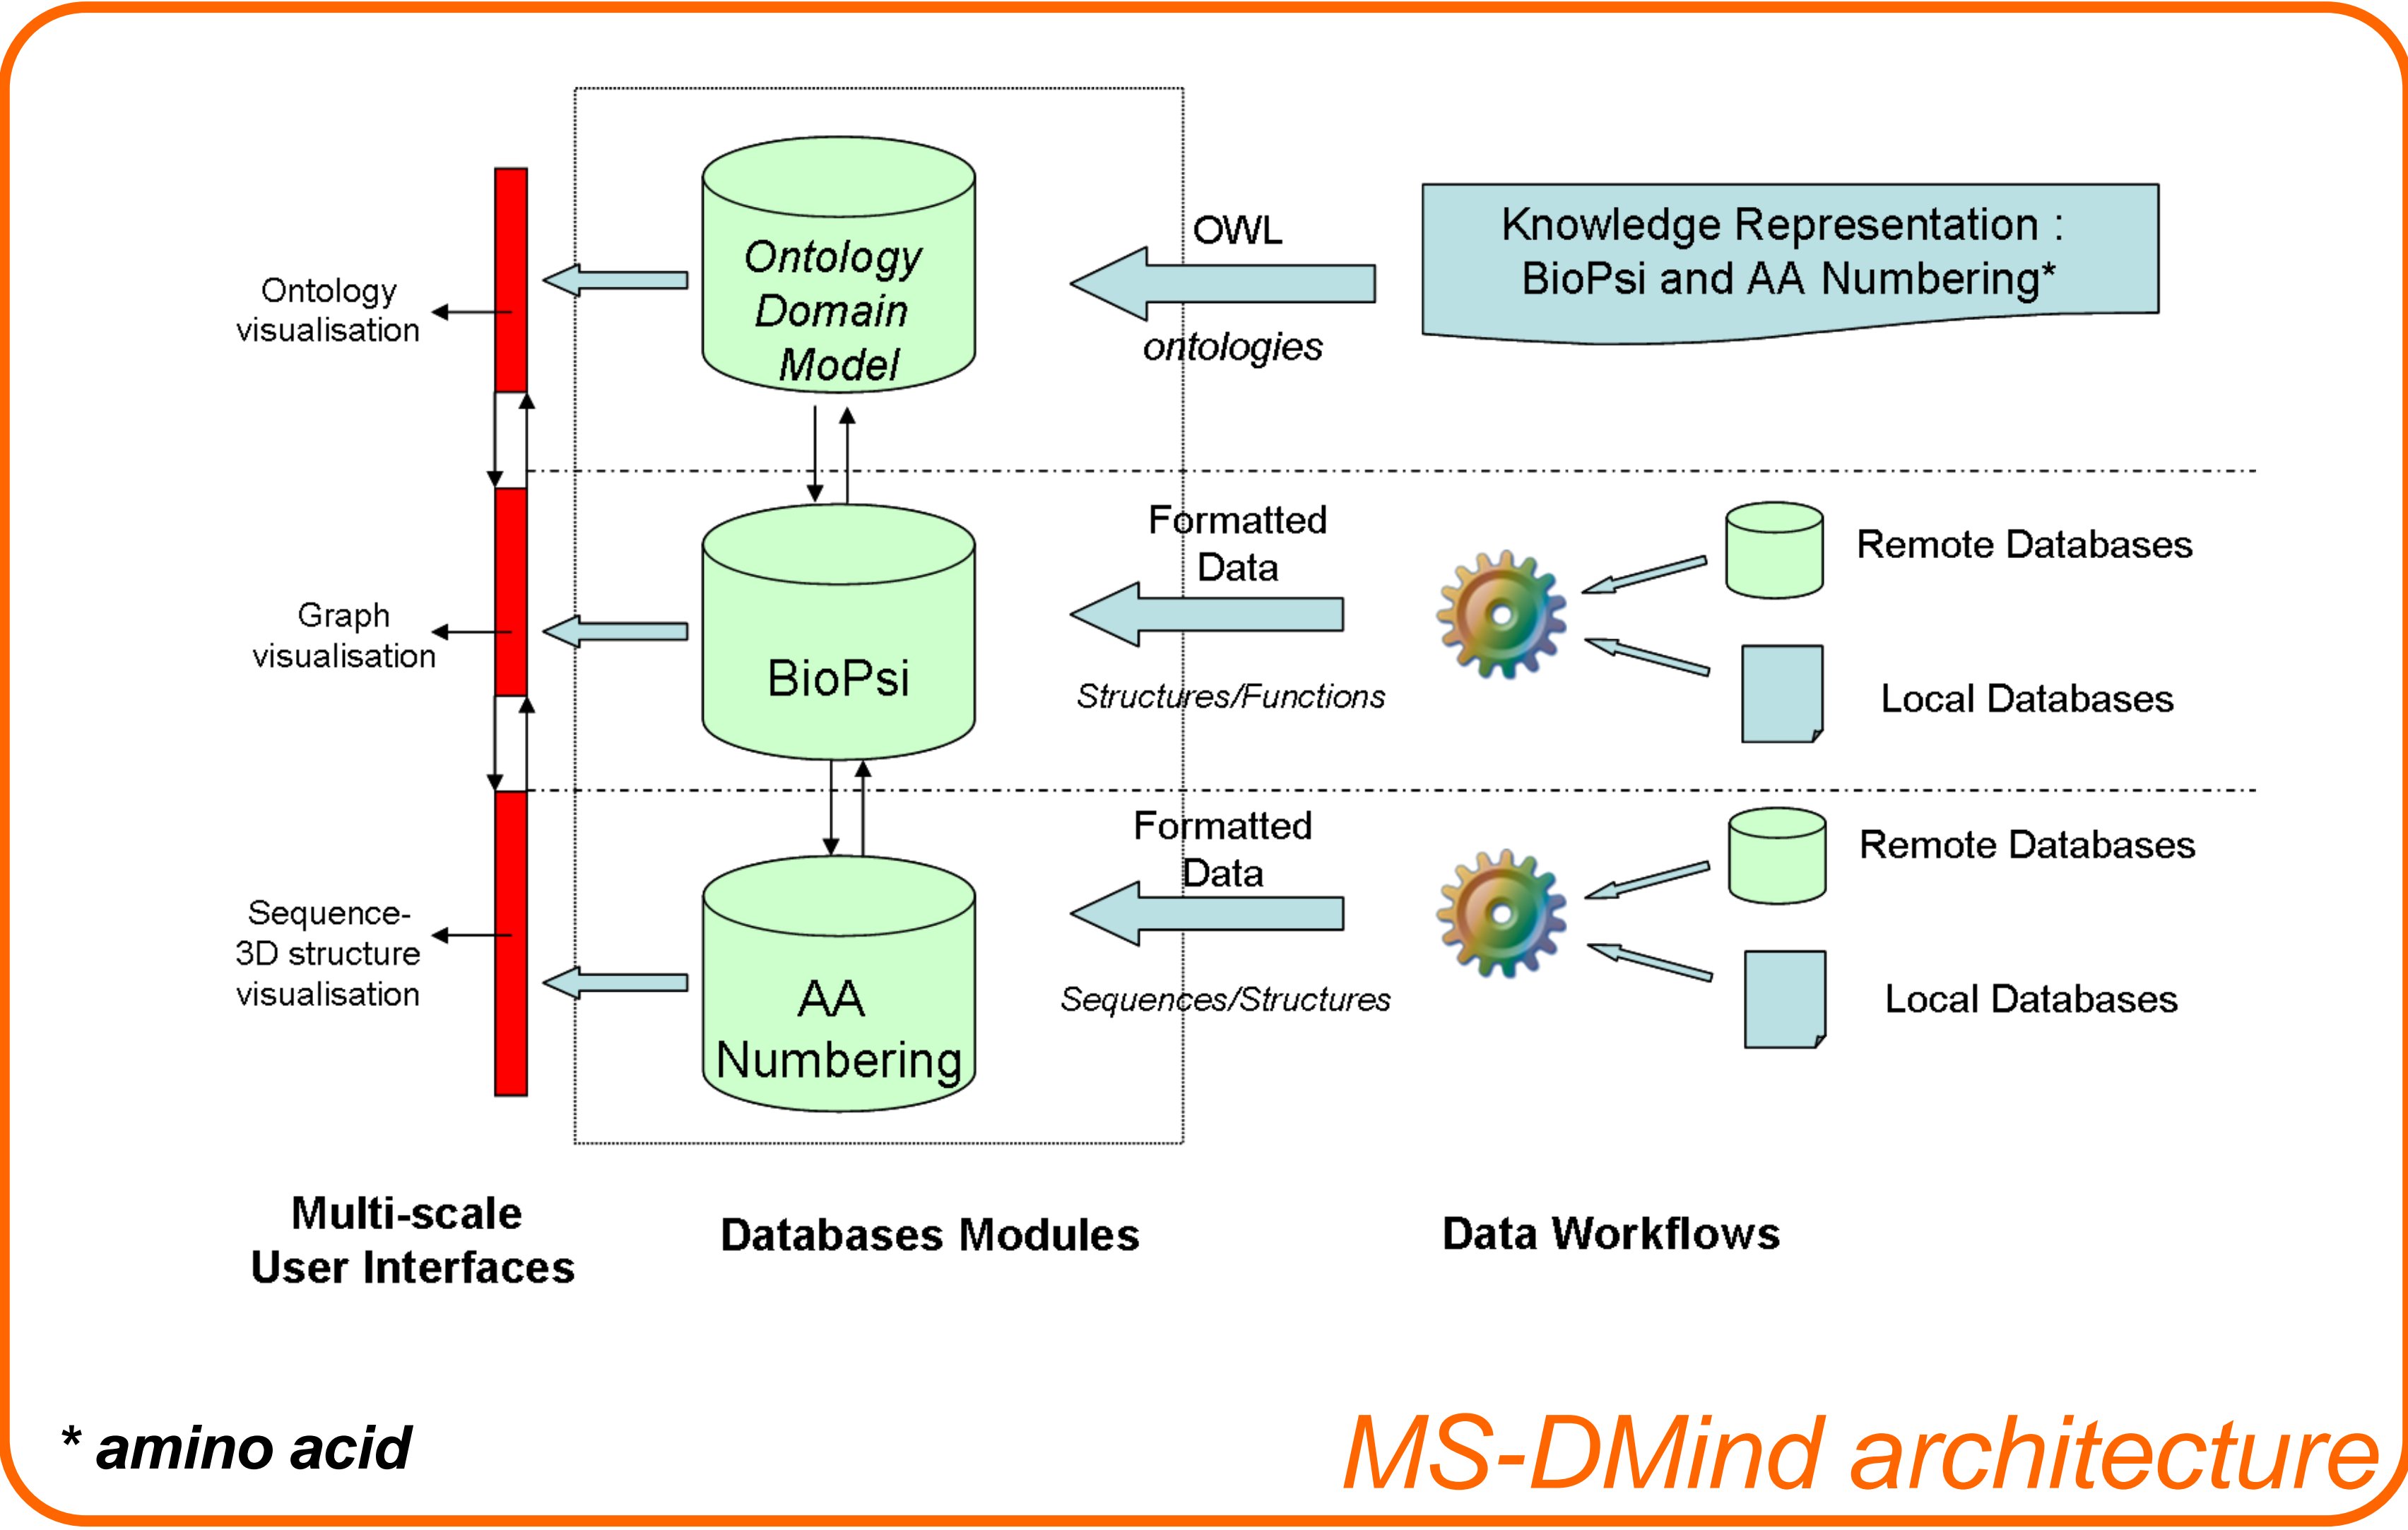 OWL
Knowledge Representation :
BioPsi and AA Numbering*
Ontology
Domain
Model
Ontology
visualisation
ontologies
Formatted
Data
Remote Databases
Graph
visualisation
BioPsi
Structures/Functions
Local Databases
Formatted
Data
Remote Databases
Sequence-
3D structure
visualisation
AA
Numbering
Sequences/Structures
Local Databases
Multi-scale
User Interfaces
Databases Modules
Data Workflows
* amino acid
MS-DMind architecture